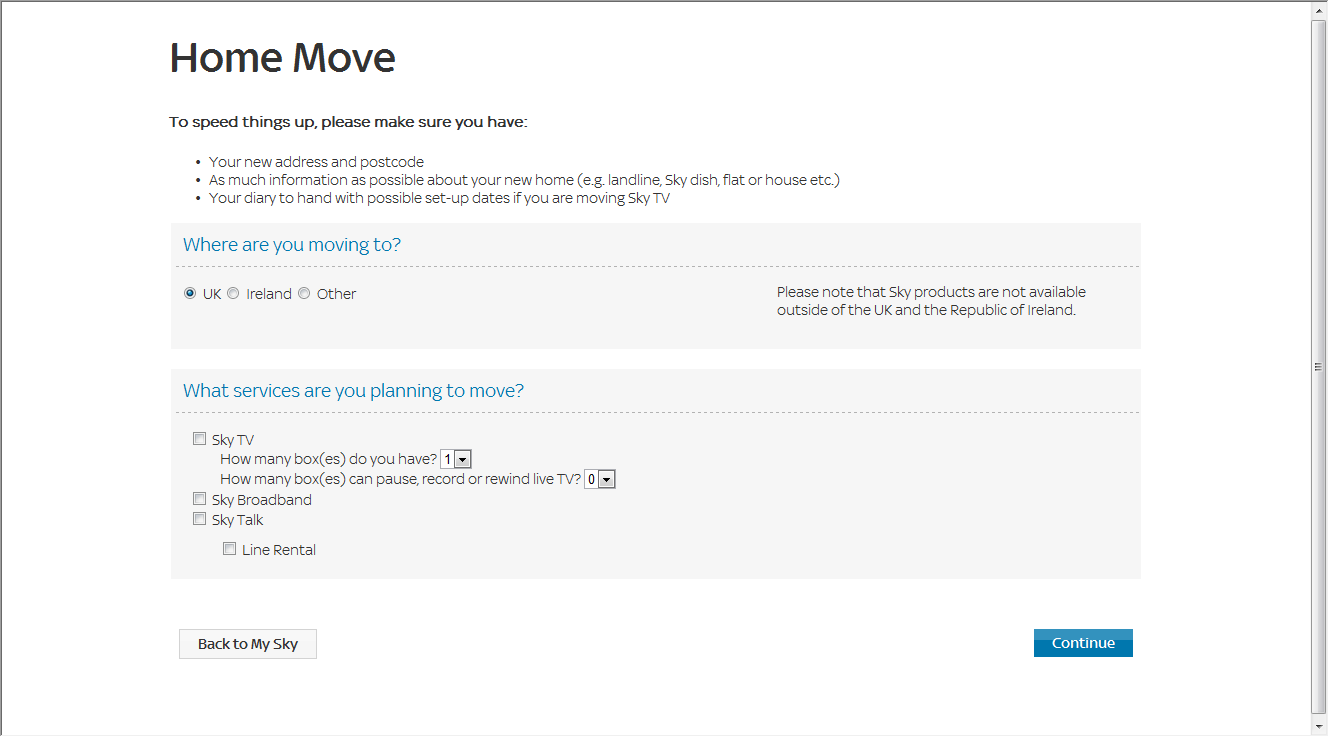 Home Move
To speed things up, please make sure you have:
• Your new address and postcode
• As much information as possible about your new home (e.g. landline, Sky dish, flat or house etc.)
• Your diary to hand with possible set-up dates if you are moving Sky TV
Where are you moving to?
UK Ireland Other
Please note that Sky products are not available
outside of the UK and the Republic of Ireland.
What services are you planning to move?
Sky TV
How many box(es) do you have? 1
How many box(es) can pause, record or rewind live TV? 0
Sky Broadband
Sky Talk
Line Rental
Back to My Sky
Continue